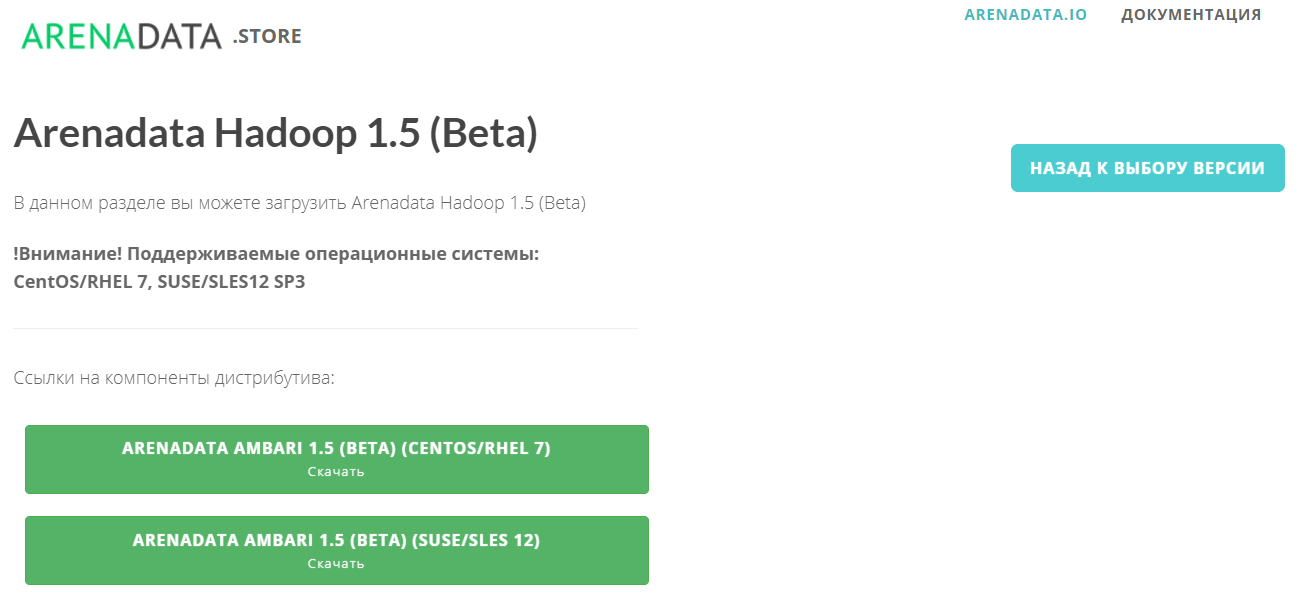 ARENADATA .STORE
ARENADATA.IO
ДОКУМЕНТАЦИЯ
Arenadata Hadoop 1.5 (Beta)
НАЗАД К ВЫБОРУ ВЕРСИИ
В данном разделе вы можете загрузить Arenadata Hadoop 1.5 (Beta)
!Внимание! Поддерживаемые операционные системы:
CentOS/RHEL 7, SUSE/SLES12 SP3
Ссылки на компоненты дистрибутива:
ARENADATA AMBARI 1.5 (BETA) (CENTOS/RHEL 7)
Скачать
ARENADATA AMBARI 1.5 (BETA) (SUSE/SLES 12)
Скачать